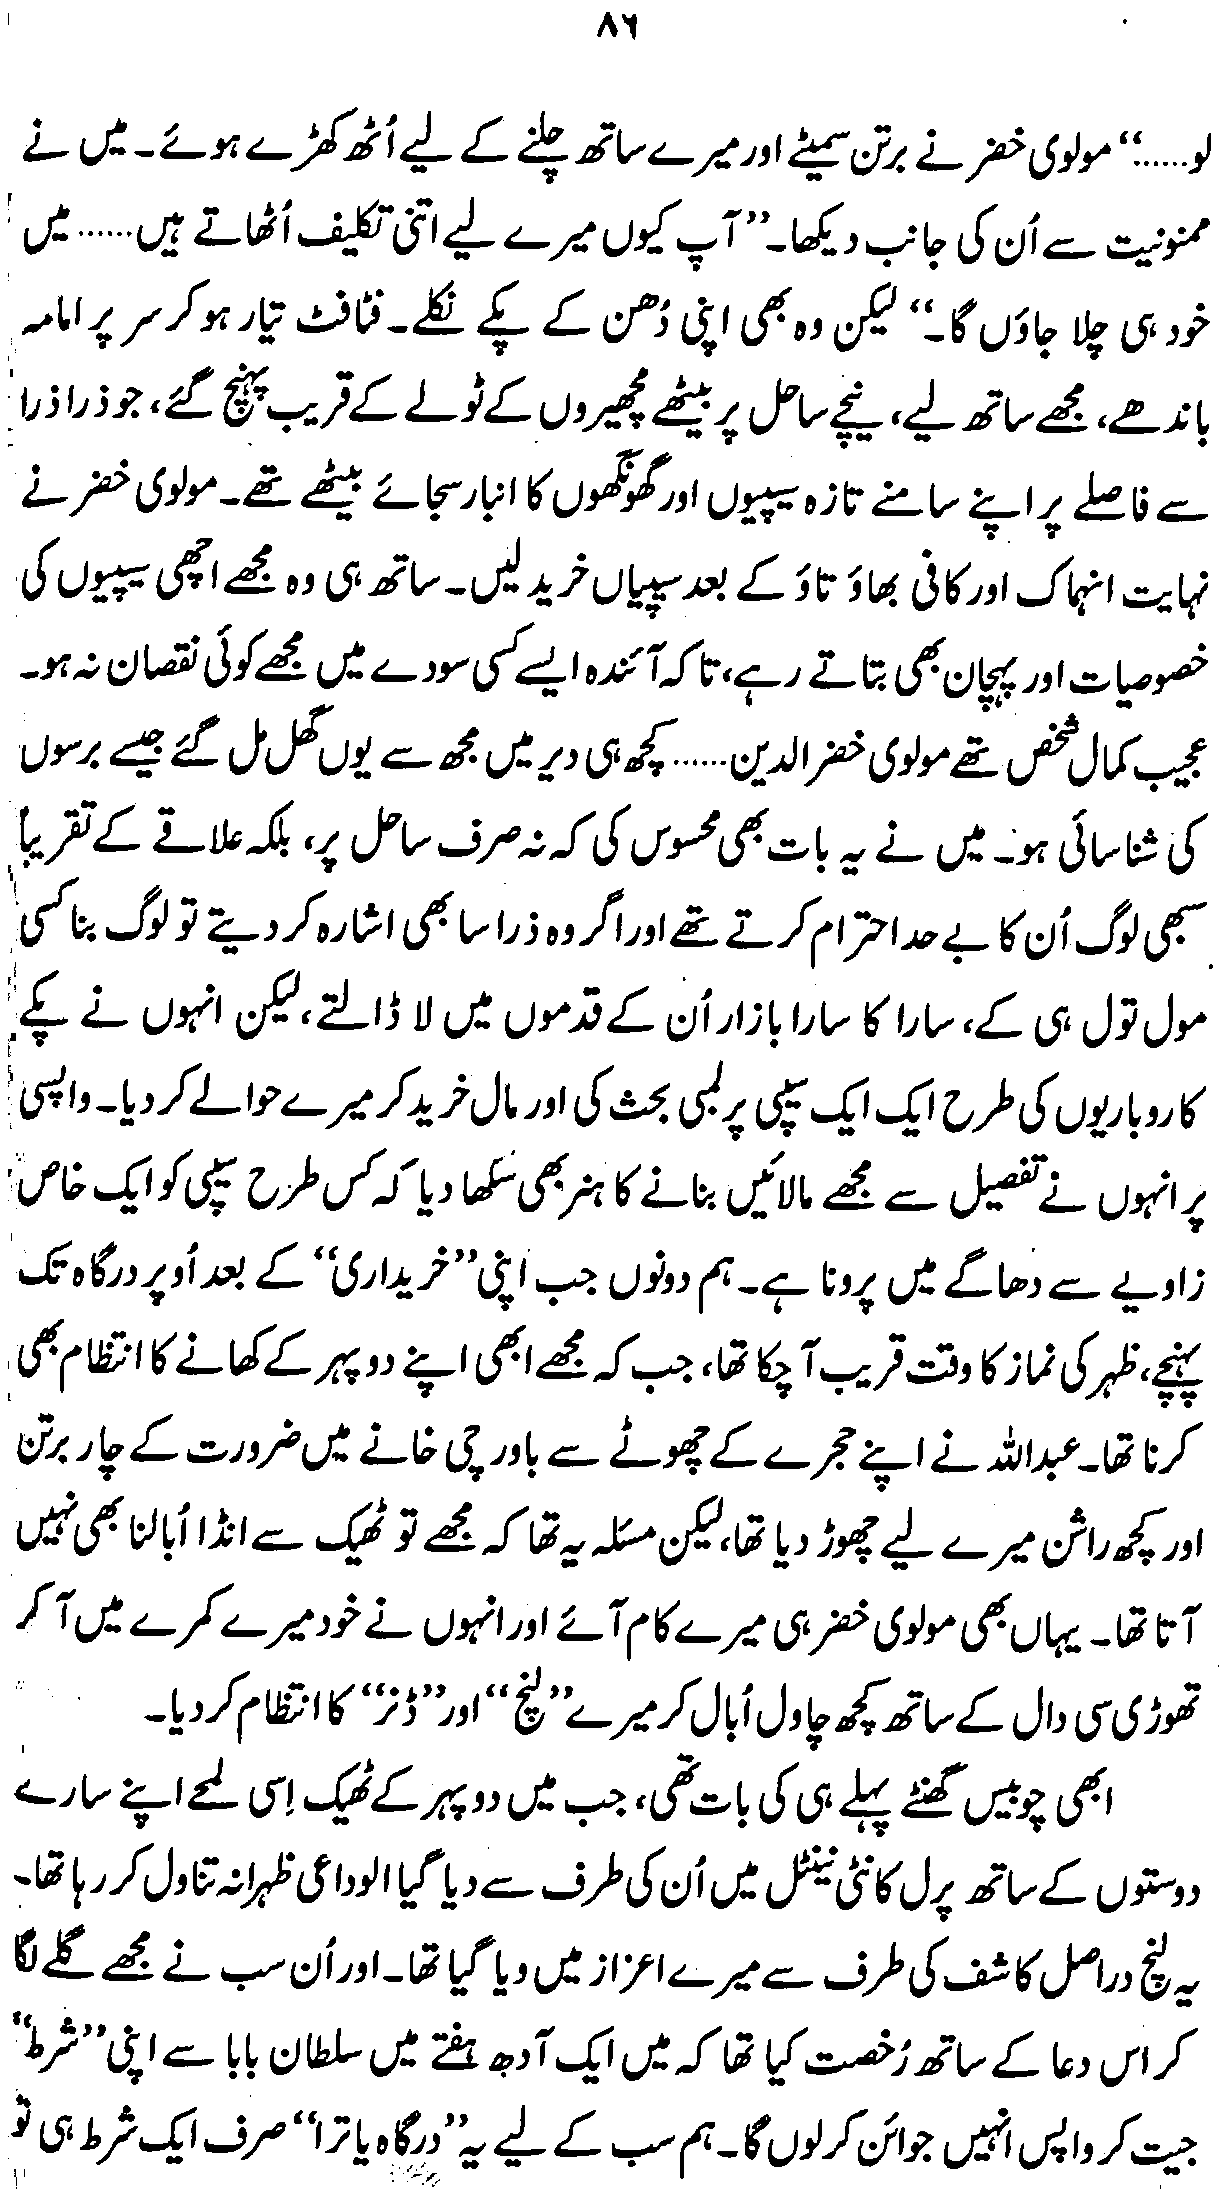 ۸۶
لو......“ مولوی خضر نے برتن سمیٹے اور میرے ساتھ چلنے کے لیے اُٹھ کھڑے ہوئے۔ میں نے
ممنونیت سے اُن کی جانب دیکھا۔ ”آپ کیوں میرے لیے اتنی تکلیف اُٹھاتے ہیں...... میں
خود ہی چلا جاؤں گا۔“ لیکن وہ بھی اپنی دُھن کے پکے نکلے۔ فٹافٹ تیار ہو کر سر پر امامہ
باندھے، مجھے ساتھ لیے، نیچے ساحل پر بیٹھے مچھیروں کے ٹولے کے قریب پہنچ گئے، جو ذرا ذرا
سے فاصلے پر اپنے سامنے تازہ سیپیوں اور گھونگھوں کا انبار سجائے بیٹھے تھے۔ مولوی خضر نے
نہایت انہماک اور کافی بھاؤ تاؤ کے بعد سیپیاں خرید لیں۔ ساتھ ہی وہ مجھے اچھی سیپیوں کی
خصوصیات اور پہچان بھی بتاتے رہے، تاکہ آئندہ ایسے کسی سودے میں مجھے کوئی نقصان نہ ہو۔
عجیب کمال شخص تھے مولوی خضر الدین...... کچھ ہی دیر میں مجھ سے یوں گھل مل گئے جیسے برسوں
کی شناسائی ہو۔ میں نے یہ بات بھی محسوس کی کہ نہ صرف ساحل پر، بلکہ علاقے کے تقریباً
سبھی لوگ اُن کا بے حد احترام کرتے تھے اور اگر وہ ذرا سا بھی اشارہ کر دیتے تو لوگ بنا کسی
مول تول ہی کے، سارا کا سارا بازار اُن کے قدموں میں لا ڈالتے، لیکن انہوں نے پکے
کاروباریوں کی طرح ایک ایک سیپی پر لمبی بحث کی اور مال خرید کر میرے حوالے کر دیا۔ واپسی
پر انہوں نے تفصیل سے مجھے مالائیں بنانے کا ہنر بھی سکھا دیا کہ کس طرح سیپی کو ایک خاص
زاویے سے دھاگے میں پرونا ہے۔ ہم دونوں جب اپنی ”خریداری“ کے بعد اُوپر درگاہ تک
پہنچے، ظہر کی نماز کا وقت قریب آ چکا تھا، جب کہ مجھے ابھی اپنے دوپہر کے کھانے کا انتظام بھی
کرنا تھا۔ عبداللہ نے اپنے حجرے کے چھوٹے سے باورچی خانے میں ضرورت کے چار برتن
اور کچھ راشن میرے لیے چھوڑ دیا تھا، لیکن مسئلہ یہ تھا کہ مجھے تو ٹھیک سے انڈا اُبالنا بھی نہیں
آتا تھا۔ یہاں بھی مولوی خضر ہی میرے کام آئے اور انہوں نے خود میرے کمرے میں آ کر
تھوڑی سی دال کے ساتھ کچھ چاول اُبال کر میرے ”لنچ“ اور ”ڈنر“ کا انتظام کر دیا۔
ابھی چوبیس گھنٹے پہلے ہی کی بات تھی، جب میں دوپہر کے ٹھیک اِسی لمحے اپنے سارے
دوستوں کے ساتھ پرل کانٹی نینٹل میں اُن کی طرف سے دیا گیا الوداعی ظہرانہ تناول کر رہا تھا۔
یہ لنچ دراصل کاشف کی طرف سے میرے اعزاز میں دیا گیا تھا۔ اور اُن سب نے مجھے گلے لگا
کر اس دعا کے ساتھ رُخصت کیا تھا کہ میں ایک آدھ ہفتے میں سلطان بابا سے اپنی ”شرط“
جیت کر واپس انہیں جوائن کر لوں گا۔ ہم سب کے لیے یہ ”درگاہ یاترا“ صرف ایک شرط ہی تو